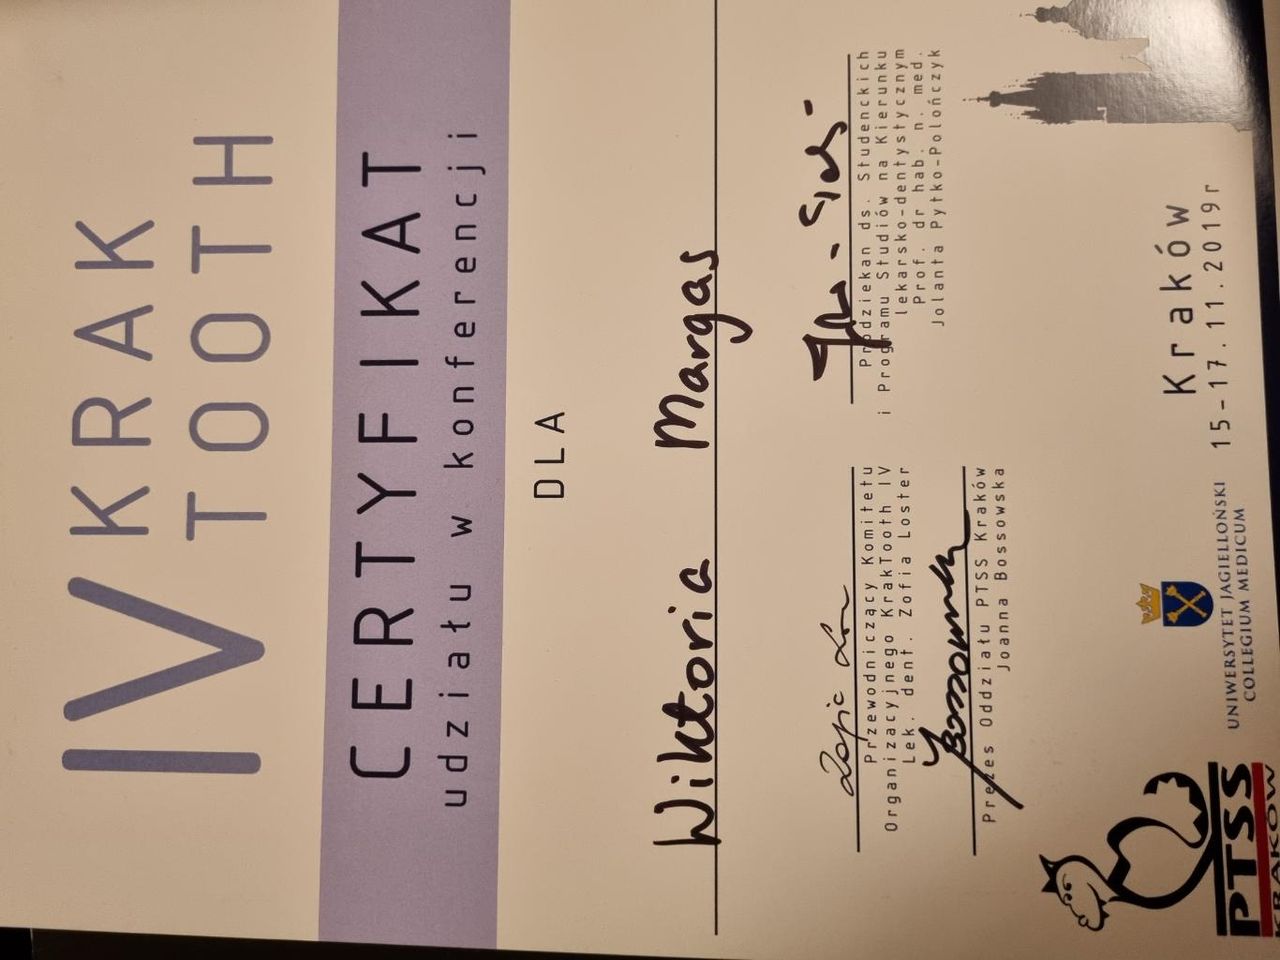 IV KRAK
TOOTH
CERTYFIKAT
udziału w konferencji
DLA
Wiktoria Margas
Przewodniczący Komitetu
Organizacyjnego KrakTooth IV
Lek. dent. Zofia Loster
Prezes Oddziału PTSS Kraków
Joanna Bossowska
Prodziekan ds. Studenckich
i Programu Studiów na Kierunku
lekarsko-dentystycznym
Prof. dr hab. n. med.
Jolanta Pytko-Polończyk
PTSS
KRAKÓW
UNIWERSYTET JAGIELLOŃSKI
COLLEGIUM MEDICUM
Kraków
15-17.11.2019r